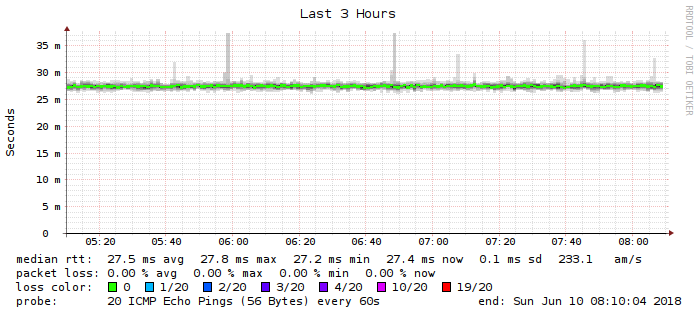 Last 3 Hours
RRDTOOL / TOBI OETIKER
Seconds
35 m
30 m
25 m
20 m
15 m
10 m
5 m
0
05:20 05:40 06:00 06:20 06:40 07:00 07:20 07:40 08:00
median rtt: 27.5 ms avg 27.8 ms max 27.2 ms min 27.4 ms now 0.1 ms sd 233.1 am/s
packet loss: 0.00 % avg 0.00 % max 0.00 % min 0.00 % now
loss color: 0 1/20 2/20 3/20 4/20 10/20 19/20
probe: 20 ICMP Echo Pings (56 Bytes) every 60s end: Sun Jun 10 08:10:04 2018